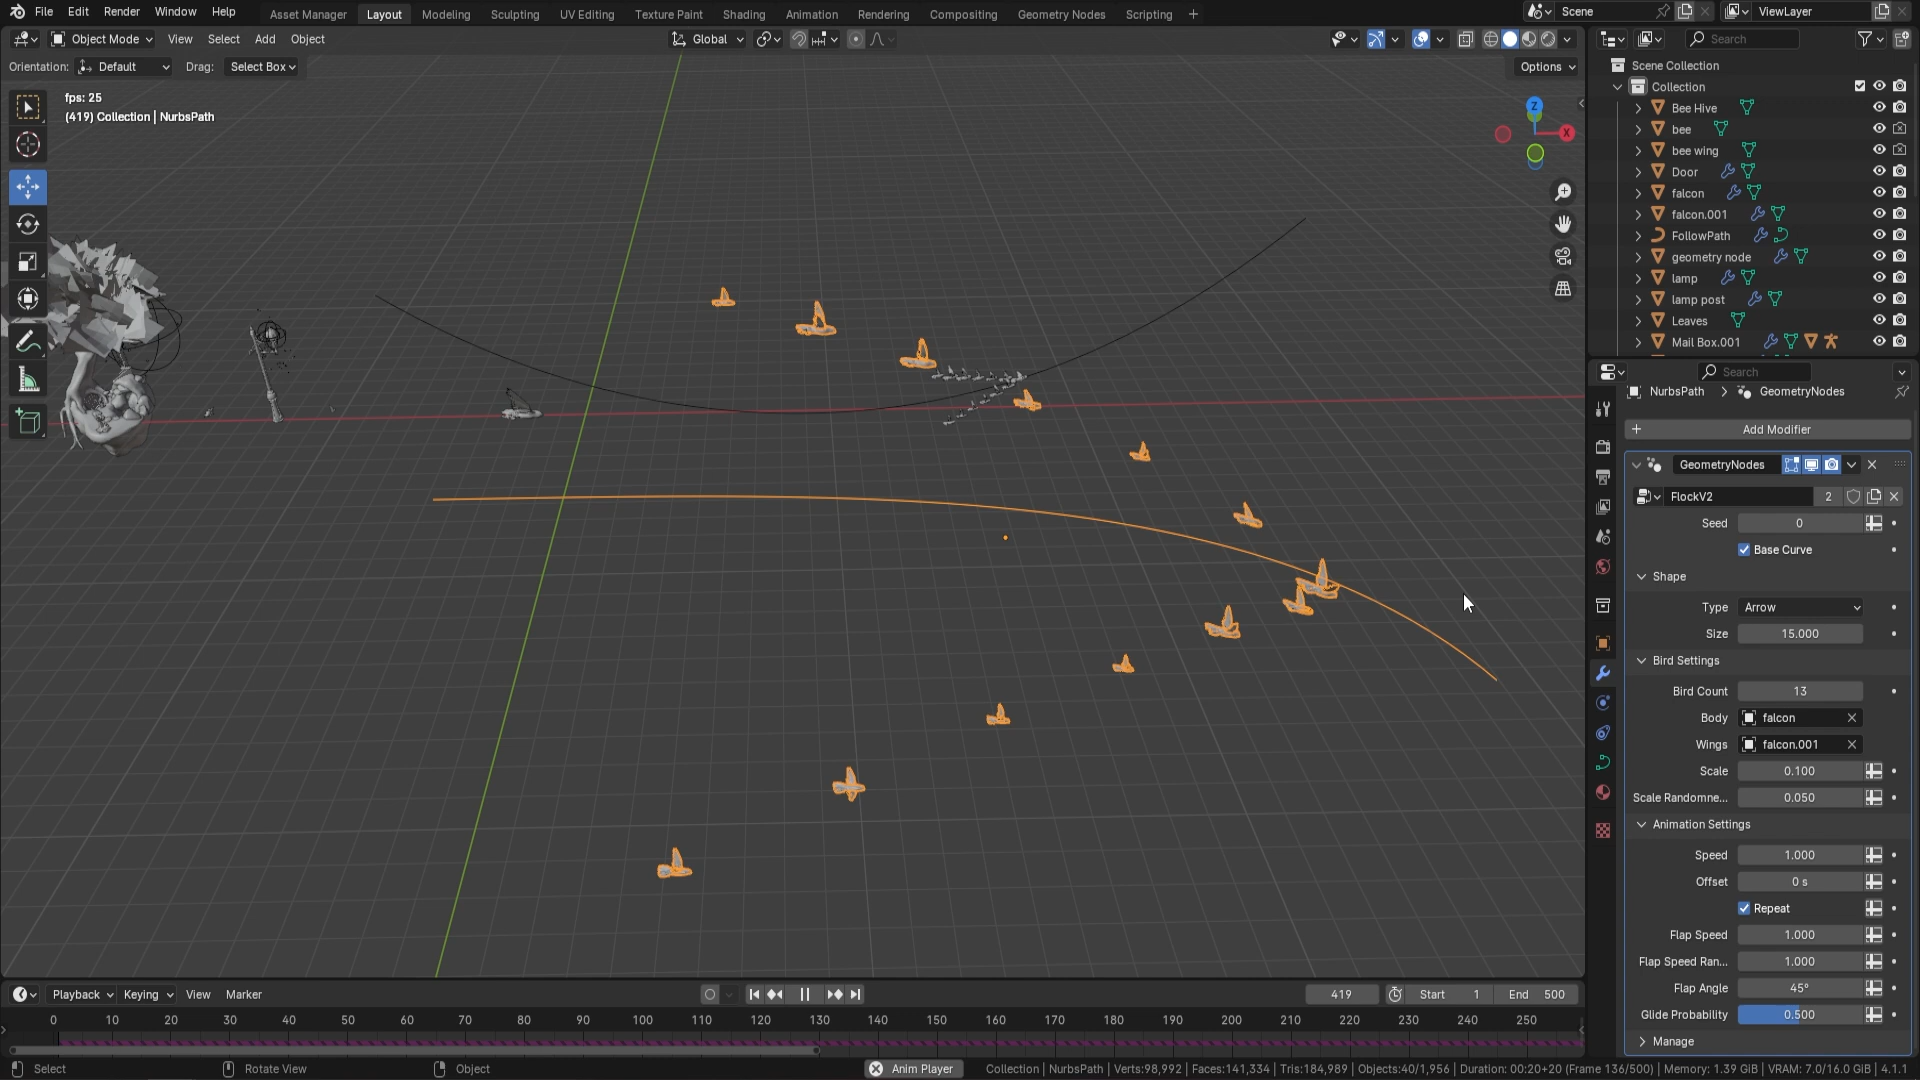 File Edit Render Window Help
Asset Manager Layout Modeling Sculpting UV Editing Texture Paint Shading Animation Rendering Compositing Geometry Nodes Scripting +
Scene
ViewLayer
Object Mode View Select Add Object
Global
Search
Orientation: Default Drag: Select Box
Options
fps: 25
(419) Collection | NurbsPath
Z
X
Scene Collection
Collection
Bee Hive
bee
bee wing
Door
falcon
falcon.001
FollowPath
geometry node
lamp
lamp post
Leaves
Mail Box.001
Search
NurbsPath > GeometryNodes
+ Add Modifier
GeometryNodes
FlockV2 2
Seed 0
Base Curve
Shape
Type Arrow
Size 15.000
Bird Settings
Bird Count 13
Body falcon
Wings falcon.001
Scale 0.100
Scale Randomne... 0.050
Animation Settings
Speed 1.000
Offset 0 s
Repeat
Flap Speed 1.000
Flap Speed Ran... 1.000
Flap Angle 45°
Glide Probability 0.500
Manage
Playback Keying View Marker
419 Start 1 End 500
0 10 20 30 40 50 60 70 80 90 100 110 120 130 140 150 160 170 180 190 200 210 220 230 240 250
Select Rotate View Object
Anim Player
Collection | NurbsPath | Verts:98,992 | Faces:141,334 | Tris:184,989 | Objects:40/1,956 | Duration: 00:20+20 (Frame 136/500) | Memory: 1.39 GiB | VRAM: 7.0/16.0 GiB | 4.1.1